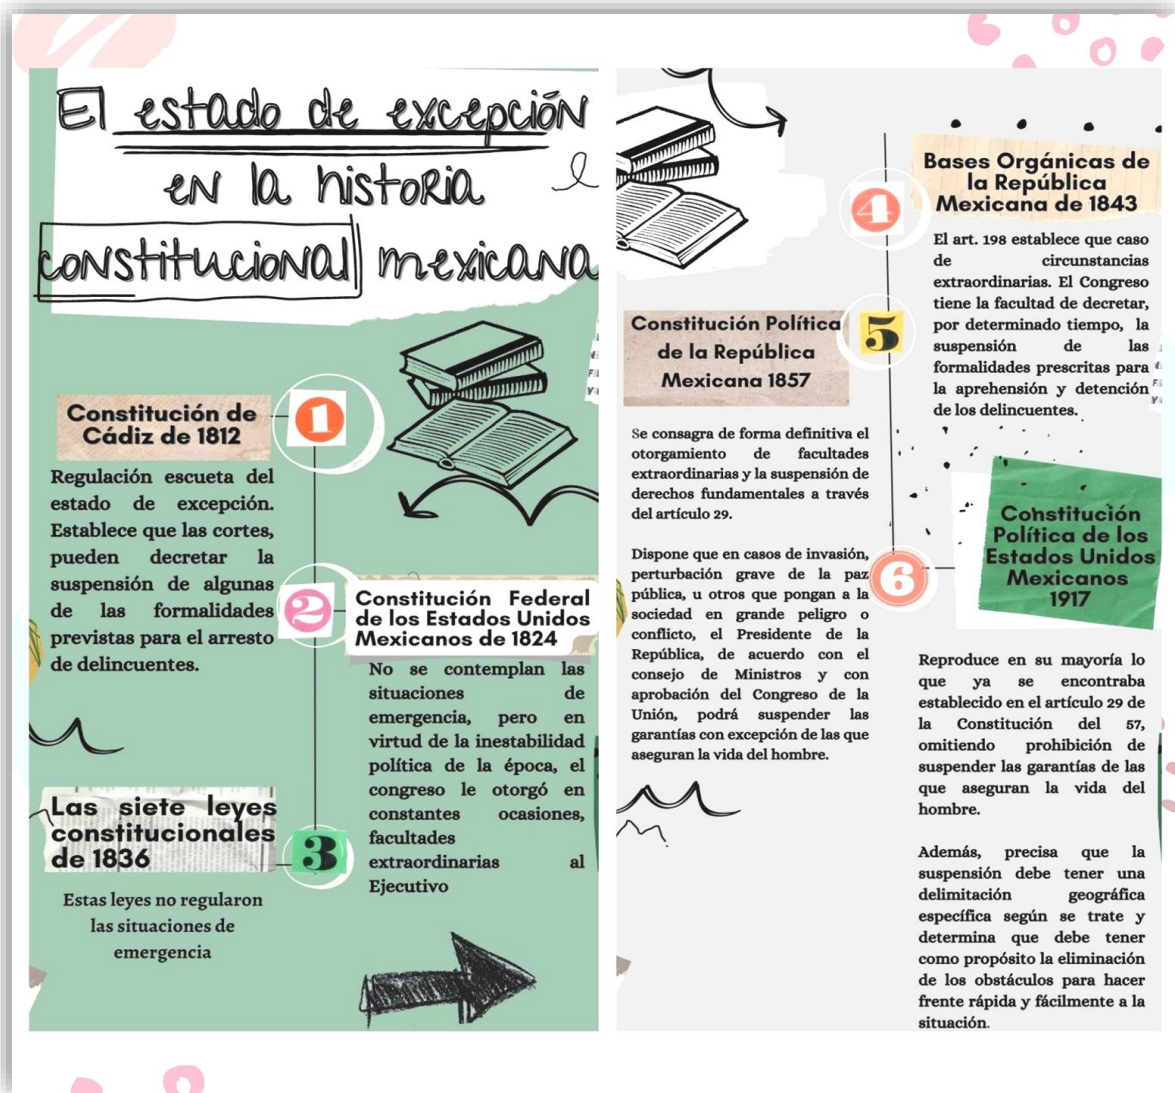 El estado de excepción
en la historia
constitucional mexicana
1
Constitución de
Cádiz de 1812
Regulación escueta del
estado de excepción.
Establece que las cortes,
pueden decretar la
suspensión de algunas
de las formalidades
previstas para el arresto
de delincuentes.
2
Constitución Federal
de los Estados Unidos
Mexicanos de 1824
No se contemplan las
situaciones de
emergencia, pero en
virtud de la inestabilidad
política de la época, el
congreso le otorgó en
constantes ocasiones,
facultades
extraordinarias al
Ejecutivo
Las siete leyes
constitucionales
de 1836
3
Estas leyes no regularon
las situaciones de
emergencia
4
Bases Orgánicas de
la República
Mexicana de 1843
El art. 198 establece que caso
de circunstancias
extraordinarias. El Congreso
tiene la facultad de decretar,
por determinado tiempo, la
suspensión de las
formalidades prescritas para
la aprehensión y detención
de los delincuentes.
Constitución Política
de la República
Mexicana 1857
5
Se consagra de forma definitiva el
otorgamiento de facultades
extraordinarias y la suspensión de
derechos fundamentales a través
del artículo 29.
Dispone que en casos de invasión,
perturbación grave de la paz
pública, u otros que pongan a la
sociedad en grande peligro o
conflicto, el Presidente de la
República, de acuerdo con el
consejo de Ministros y con
aprobación del Congreso de la
Unión, podrá suspender las
garantías con excepción de las que
aseguran la vida del hombre.
6
Constitución
Política de los
Estados Unidos
Mexicanos
1917
Reproduce en su mayoría lo
que ya se encontraba
establecido en el artículo 29 de
la Constitución del 57,
omitiendo prohibición de
suspender las garantías de las
que aseguran la vida del
hombre.
Además, precisa que la
suspensión debe tener una
delimitación geográfica
específica según se trate y
determina que debe tener
como propósito la eliminación
de los obstáculos para hacer
frente rápida y fácilmente a la
situación.